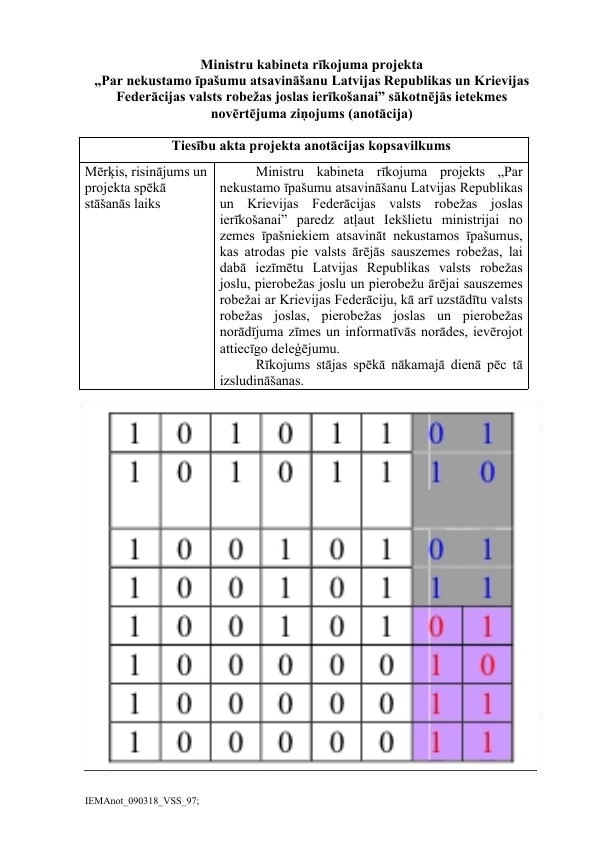 Ministru kabineta rīkojuma projekta
„Par nekustamo īpašumu atsavināšanu Latvijas Republikas un Krievijas
Federācijas valsts robežas joslas ierīkošanai” sākotnējās ietekmes
novērtējuma ziņojums (anotācija)
Tiesību akta projekta anotācijas kopsavilkums
Mērķis, risinājums un
projekta spēkā
stāšanās laiks
Ministru kabineta rīkojuma projekts „Par
nekustamo īpašumu atsavināšanu Latvijas Republikas
un Krievijas Federācijas valsts robežas joslas
ierīkošanai” paredz atļaut Iekšlietu ministrijai no
zemes īpašniekiem atsavināt nekustamos īpašumus,
kas atrodas pie valsts ārējās sauszemes robežas, lai
dabā iezīmētu Latvijas Republikas valsts robežas
joslu, pierobežas joslu un pierobežu ārējai sauszemes
robežai ar Krievijas Federāciju, kā arī uzstādītu valsts
robežas joslas, pierobežas joslas un pierobežas
norādījuma zīmes un informatīvās norādes, ievērojot
attiecīgo deleģējumu.
Rīkojums stājas spēkā nākamajā dienā pēc tā
izsludināšanas.
1 0 1 0 1 1 0 1
1 0 1 0 1 1 1 0
1 0 0 1 0 1 0 1
1 0 0 1 0 1 1 1
1 0 0 1 0 1 0 1
1 0 0 0 0 0 1 0
1 0 0 0 0 0 1 1
1 0 0 0 0 0 1 1
IEMAnot_090318_VSS_97;